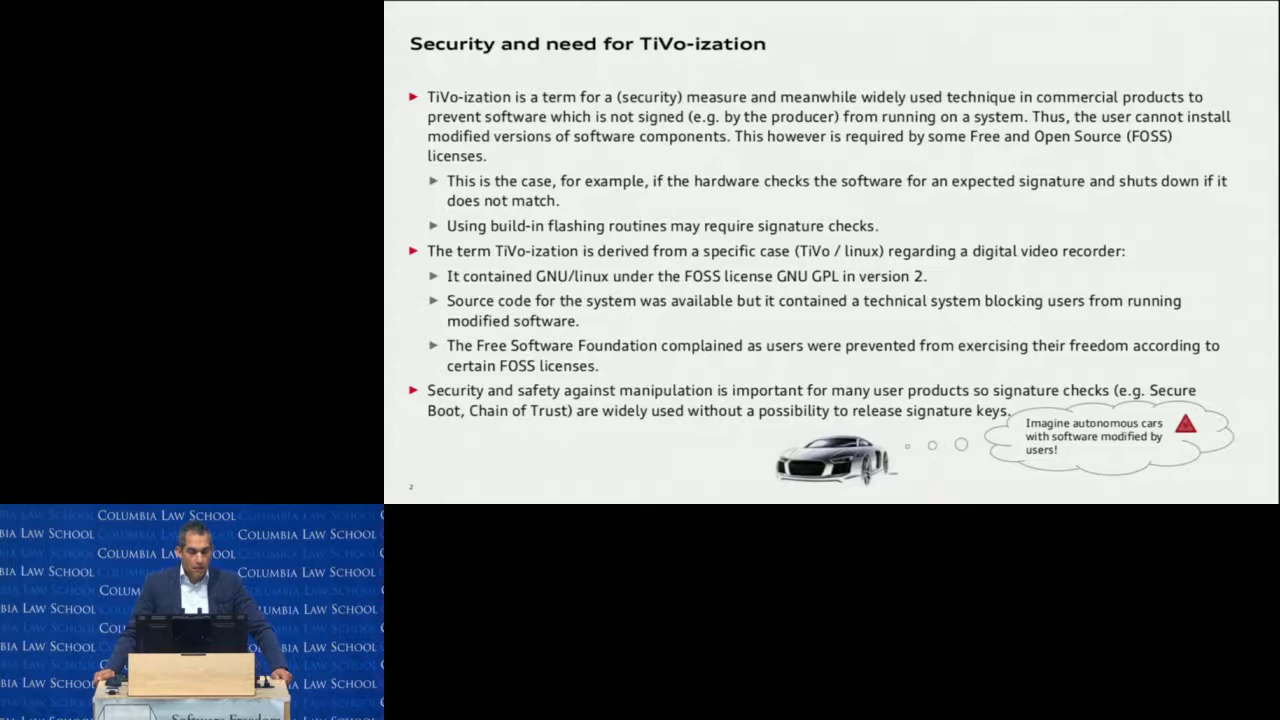 Security and need for TiVo-ization
TiVo-ization is a term for a (security) measure and meanwhile widely used technique in commercial products to
prevent software which is not signed (e.g. by the producer) from running on a system. Thus, the user cannot install
modified versions of software components. This however is required by some Free and Open Source (FOSS)
licenses.
This is the case, for example, if the hardware checks the software for an expected signature and shuts down if it
does not match.
Using build-in flashing routines may require signature checks.
The term TiVo-ization is derived from a specific case (TiVo / linux) regarding a digital video recorder:
It contained GNU/linux under the FOSS license GNU GPL in version 2.
Source code for the system was available but it contained a technical system blocking users from running
modified software.
The Free Software Foundation complained as users were prevented from exercising their freedom according to
certain FOSS licenses.
Security and safety against manipulation is important for many user products so signature checks (e.g. Secure
Boot, Chain of Trust) are widely used without a possibility to release signature keys.
Imagine autonomous cars
with software modified by
users!
2
COLUMBIA LAW SCHOOL
BIA LAW SCHOOL COLUMBIA LAW SCHOOL
COLUMBIA LAW SCHOOL
BIA LAW SCHOOL COLUMBIA LAW SCHOOL
COLUM LAW SCHOOL
BIA LAW SCHOOL COLUMBIA LAW SCHOOL
COLU LAW SCHOOL
BIA LAW SCHOOL COLUMBIA LAW SCHOOL
LAW SCHOOL
BIA LAW SCHOOL LAW SCHOOL
Software Freedom